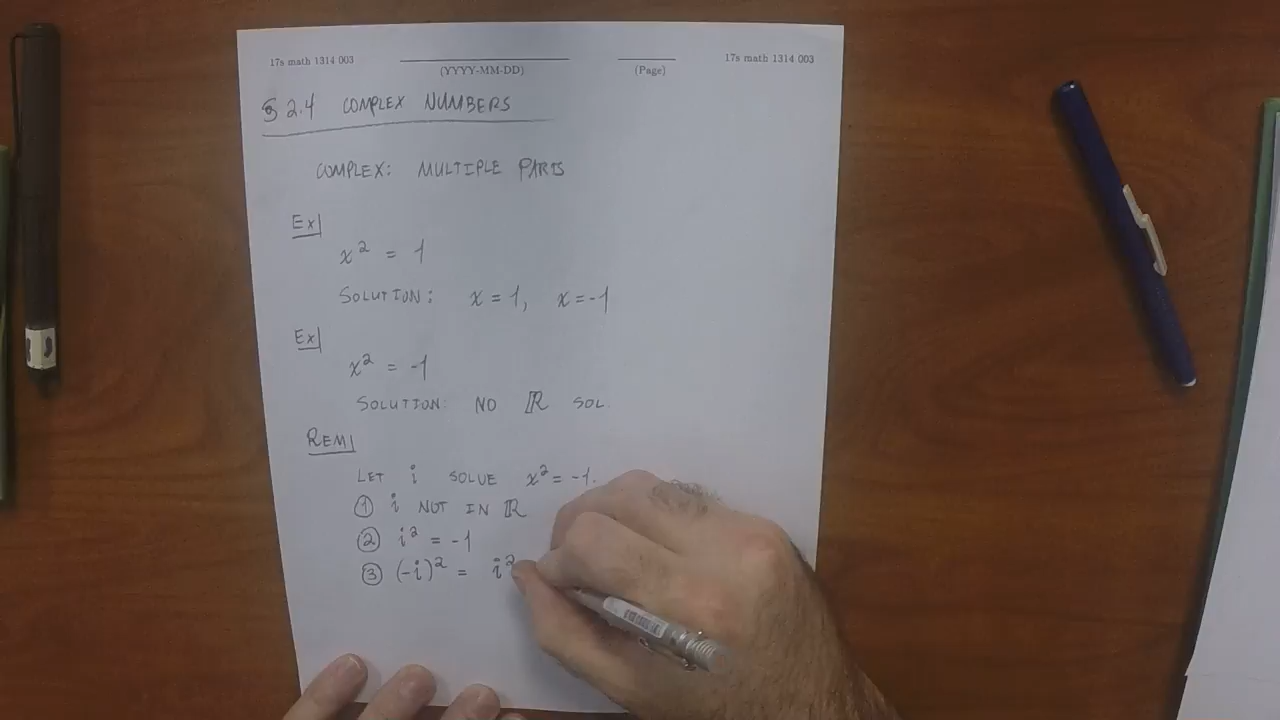 17s math 1314 003 (YYYY-MM-DD) (Page) 17s math 1314 003
§ 2.4 COMPLEX NUMBERS
COMPLEX: MULTIPLE PARTS
Ex
x² = 1
SOLUTION: x = 1, x = -1
Ex
x² = -1
SOLUTION: NO ℝ SOL.
REM
LET i SOLVE x² = -1.
① i NOT IN ℝ
② i² = -1
③ (-i)² = i²